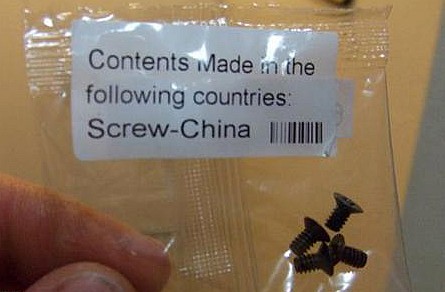 Contents Made in the
following countries:
Screw-China